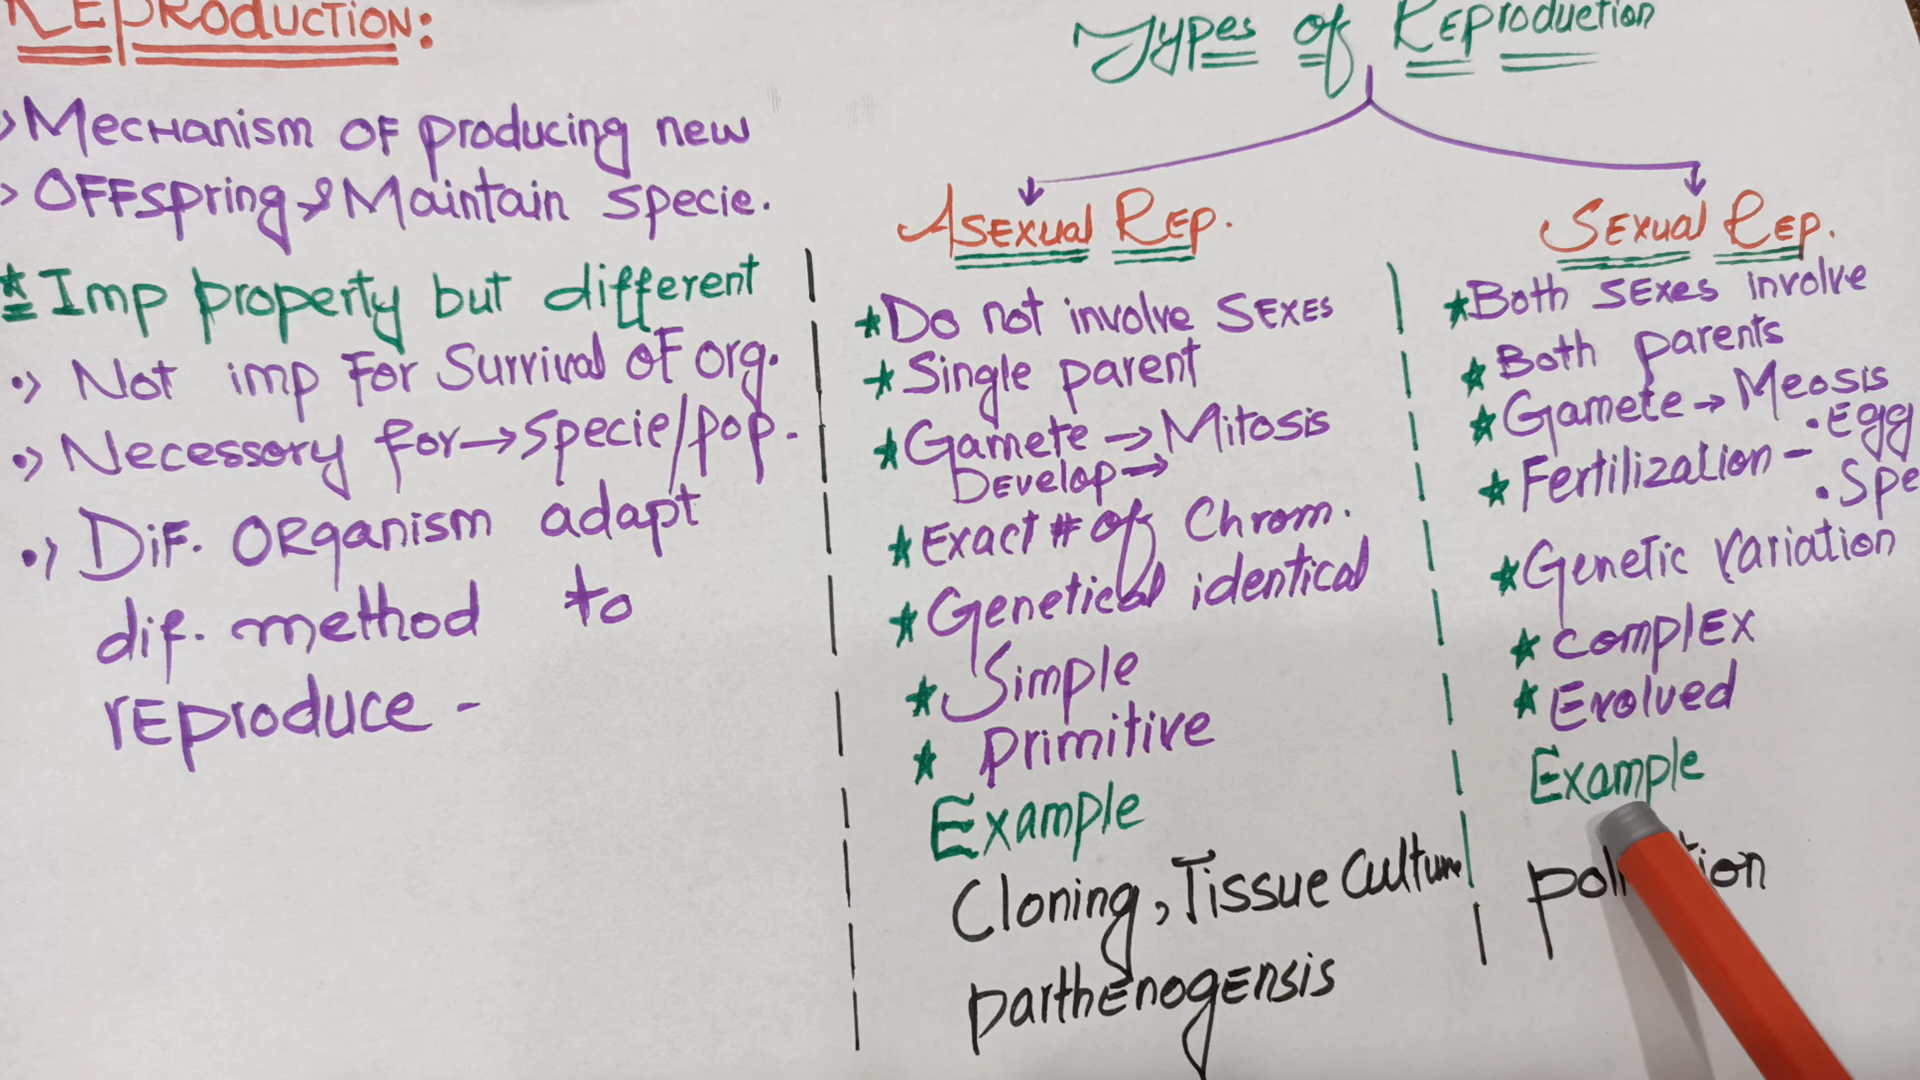 REPRODUCTION:
Mechanism OF producing new
OFFspring & Maintain specie.
Imp property but different
Not imp For Survival OF org.
Necessory for → specie/pop.
Dif. ORganism adapt
dif. method to
rEproduce -
Types of Reproduction
Asexual Rep.
Do not involve SEXES
Single parent
Gamete → Mitosis
Develop →
Exact # of Chrom.
Genetical identical
Simple
primitive
Example
Cloning, Tissue Culture
parthenogensis
Sexual Rep.
Both SExes involve
Both parents
Gamete → Meosis
Fertilization - . Egg
Genetic Variation
complex
Evolved
Example